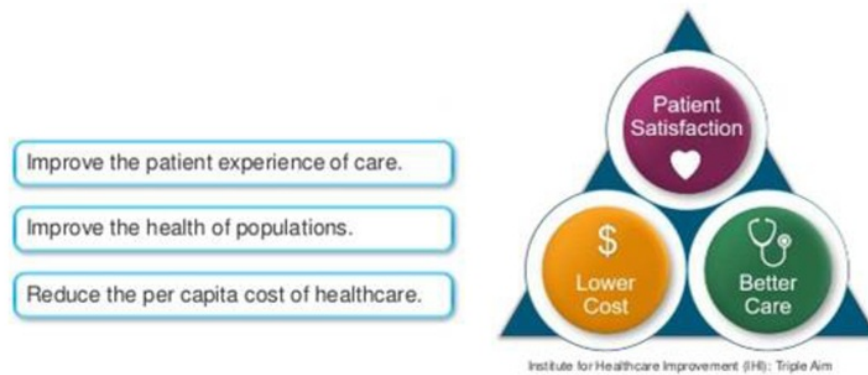 Improve the patient experience of care.
Improve the health of populations.
Reduce the per capita cost of healthcare.
Patient
Satisfaction
$
Lower
Cost
Better
Care
Institute for Healthcare Improvement (IHI): Triple Aim